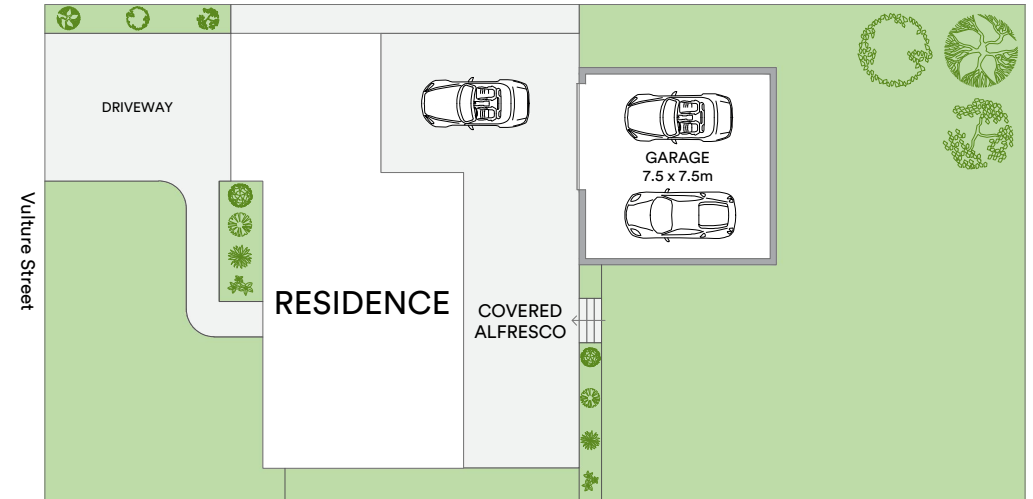 DRIVEWAY
GARAGE
7.5 x 7.5m
Vulture Street
RESIDENCE
COVERED
ALFRESCO